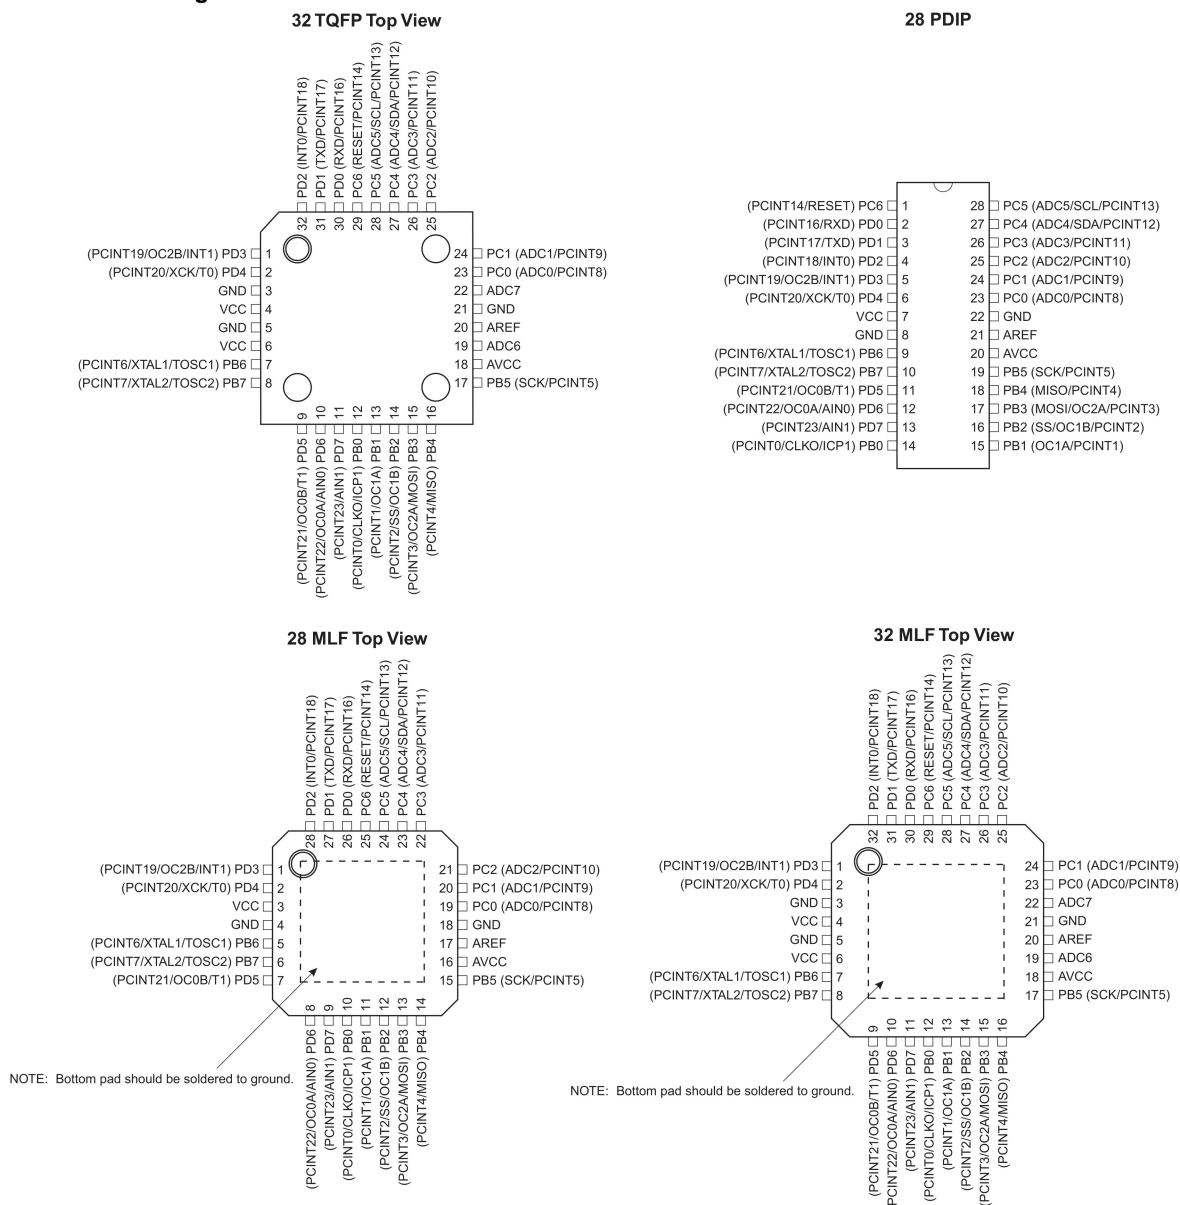 32 TQFP Top View
32 PD2 (INT0/PCINT18)
31 PD1 (TXD/PCINT17)
30 PD0 (RXD/PCINT16)
29 PC6 (RESET/PCINT14)
28 PC5 (ADC5/SCL/PCINT13)
27 PC4 (ADC4/SDA/PCINT12)
26 PC3 (ADC3/PCINT11)
25 PC2 (ADC2/PCINT10)
(PCINT19/OC2B/INT1) PD3 1
(PCINT20/XCK/T0) PD4 2
GND 3
VCC 4
GND 5
VCC 6
(PCINT6/XTAL1/TOSC1) PB6 7
(PCINT7/XTAL2/TOSC2) PB7 8
24 PC1 (ADC1/PCINT9)
23 PC0 (ADC0/PCINT8)
22 ADC7
21 GND
20 AREF
19 ADC6
18 AVCC
17 PB5 (SCK/PCINT5)
(PCINT21/OC0B/T1) PD5 9
(PCINT22/OC0A/AIN0) PD6 10
(PCINT23/AIN1) PD7 11
(PCINT0/CLKO/ICP1) PB0 12
(PCINT1/OC1A) PB1 13
(PCINT2/SS/OC1B) PB2 14
(PCINT3/OC2A/MOSI) PB3 15
(PCINT4/MISO) PB4 16
28 PDIP
(PCINT14/RESET) PC6 1
(PCINT16/RXD) PD0 2
(PCINT17/TXD) PD1 3
(PCINT18/INT0) PD2 4
(PCINT19/OC2B/INT1) PD3 5
(PCINT20/XCK/T0) PD4 6
VCC 7
GND 8
(PCINT6/XTAL1/TOSC1) PB6 9
(PCINT7/XTAL2/TOSC2) PB7 10
(PCINT21/OC0B/T1) PD5 11
(PCINT22/OC0A/AIN0) PD6 12
(PCINT23/AIN1) PD7 13
(PCINT0/CLKO/ICP1) PB0 14
28 PC5 (ADC5/SCL/PCINT13)
27 PC4 (ADC4/SDA/PCINT12)
26 PC3 (ADC3/PCINT11)
25 PC2 (ADC2/PCINT10)
24 PC1 (ADC1/PCINT9)
23 PC0 (ADC0/PCINT8)
22 GND
21 AREF
20 AVCC
19 PB5 (SCK/PCINT5)
18 PB4 (MISO/PCINT4)
17 PB3 (MOSI/OC2A/PCINT3)
16 PB2 (SS/OC1B/PCINT2)
15 PB1 (OC1A/PCINT1)
28 MLF Top View
28 PD2 (INT0/PCINT18)
27 PD1 (TXD/PCINT17)
26 PD0 (RXD/PCINT16)
25 PC6 (RESET/PCINT14)
24 PC5 (ADC5/SCL/PCINT13)
23 PC4 (ADC4/SDA/PCINT12)
22 PC3 (ADC3/PCINT11)
(PCINT19/OC2B/INT1) PD3 1
(PCINT20/XCK/T0) PD4 2
VCC 3
GND 4
(PCINT6/XTAL1/TOSC1) PB6 5
(PCINT7/XTAL2/TOSC2) PB7 6
(PCINT21/OC0B/T1) PD5 7
21 PC2 (ADC2/PCINT10)
20 PC1 (ADC1/PCINT9)
19 PC0 (ADC0/PCINT8)
18 GND
17 AREF
16 AVCC
15 PB5 (SCK/PCINT5)
(PCINT22/OC0A/AIN0) PD6 8
(PCINT23/AIN1) PD7 9
(PCINT0/CLKO/ICP1) PB0 10
(PCINT1/OC1A) PB1 11
(PCINT2/SS/OC1B) PB2 12
(PCINT3/OC2A/MOSI) PB3 13
(PCINT4/MISO) PB4 14
NOTE: Bottom pad should be soldered to ground.
32 MLF Top View
32 PD2 (INT0/PCINT18)
31 PD1 (TXD/PCINT17)
30 PD0 (RXD/PCINT16)
29 PC6 (RESET/PCINT14)
28 PC5 (ADC5/SCL/PCINT13)
27 PC4 (ADC4/SDA/PCINT12)
26 PC3 (ADC3/PCINT11)
25 PC2 (ADC2/PCINT10)
(PCINT19/OC2B/INT1) PD3 1
(PCINT20/XCK/T0) PD4 2
GND 3
VCC 4
GND 5
VCC 6
(PCINT6/XTAL1/TOSC1) PB6 7
(PCINT7/XTAL2/TOSC2) PB7 8
24 PC1 (ADC1/PCINT9)
23 PC0 (ADC0/PCINT8)
22 ADC7
21 GND
20 AREF
19 ADC6
18 AVCC
17 PB5 (SCK/PCINT5)
(PCINT21/OC0B/T1) PD5 9
(PCINT22/OC0A/AIN0) PD6 10
(PCINT23/AIN1) PD7 11
(PCINT0/CLKO/ICP1) PB0 12
(PCINT1/OC1A) PB1 13
(PCINT2/SS/OC1B) PB2 14
(PCINT3/OC2A/MOSI) PB3 15
(PCINT4/MISO) PB4 16
NOTE: Bottom pad should be soldered to ground.